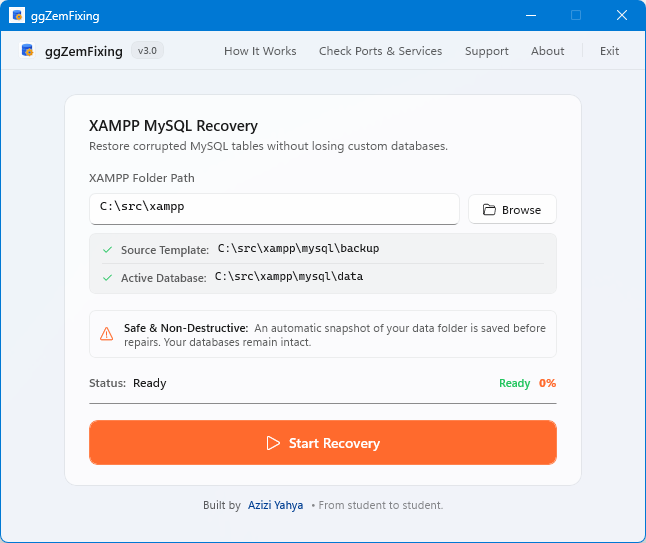 ggZemFixing
ggZemFixing v3.0 How It Works Check Ports & Services Support About Exit
XAMPP MySQL Recovery
Restore corrupted MySQL tables without losing custom databases.
XAMPP Folder Path
C:\src\xampp Browse
Source Template: C:\src\xampp\mysql\backup
Active Database: C:\src\xampp\mysql\data
Safe & Non-Destructive: An automatic snapshot of your data folder is saved before
repairs. Your databases remain intact.
Status: Ready Ready 0%
Start Recovery
Built by Azizi Yahya • From student to student.